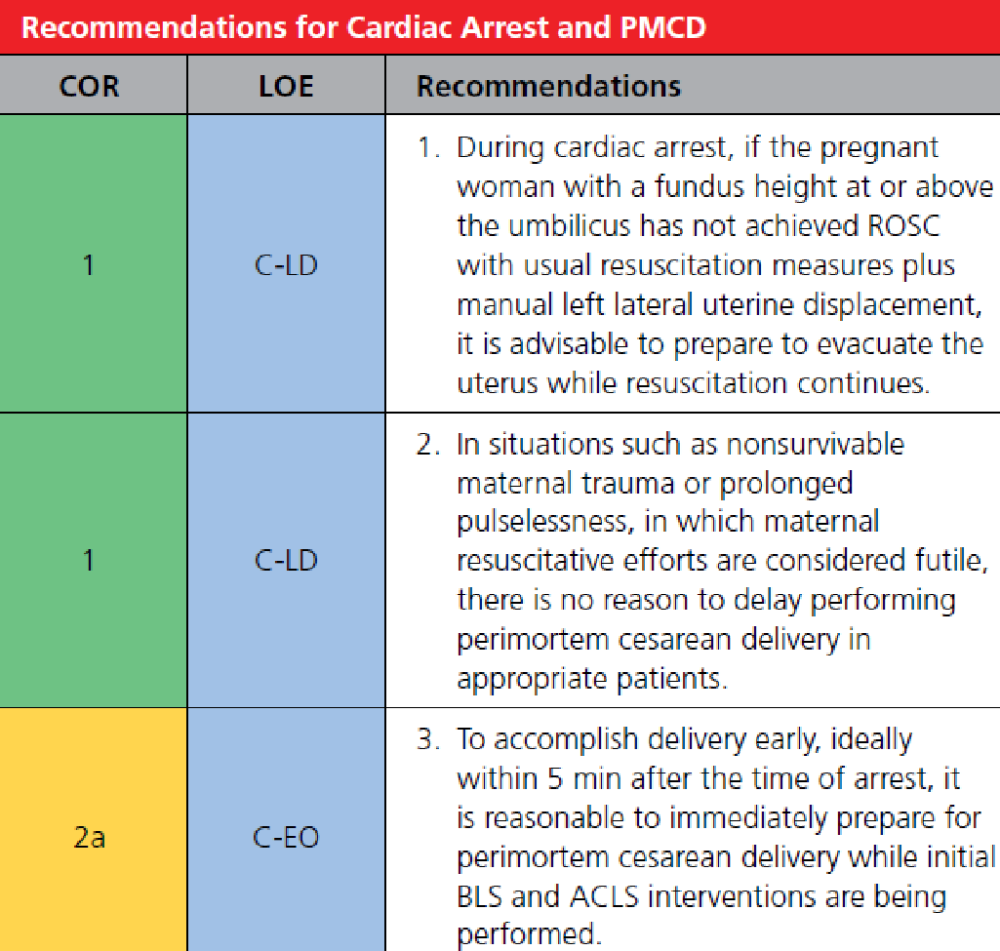 Recommendations for Cardiac Arrest and PMCD
COR LOE Recommendations
1 C-LD 1. During cardiac arrest, if the pregnant
woman with a fundus height at or above
the umbilicus has not achieved ROSC
with usual resuscitation measures plus
manual left lateral uterine displacement,
it is advisable to prepare to evacuate the
uterus while resuscitation continues.
1 C-LD 2. In situations such as nonsurvivable
maternal trauma or prolonged
pulselessness, in which maternal
resuscitative efforts are considered futile,
there is no reason to delay performing
perimortem cesarean delivery in
appropriate patients.
2a C-EO 3. To accomplish delivery early, ideally
within 5 min after the time of arrest, it
is reasonable to immediately prepare for
perimortem cesarean delivery while initial
BLS and ACLS interventions are being
performed.